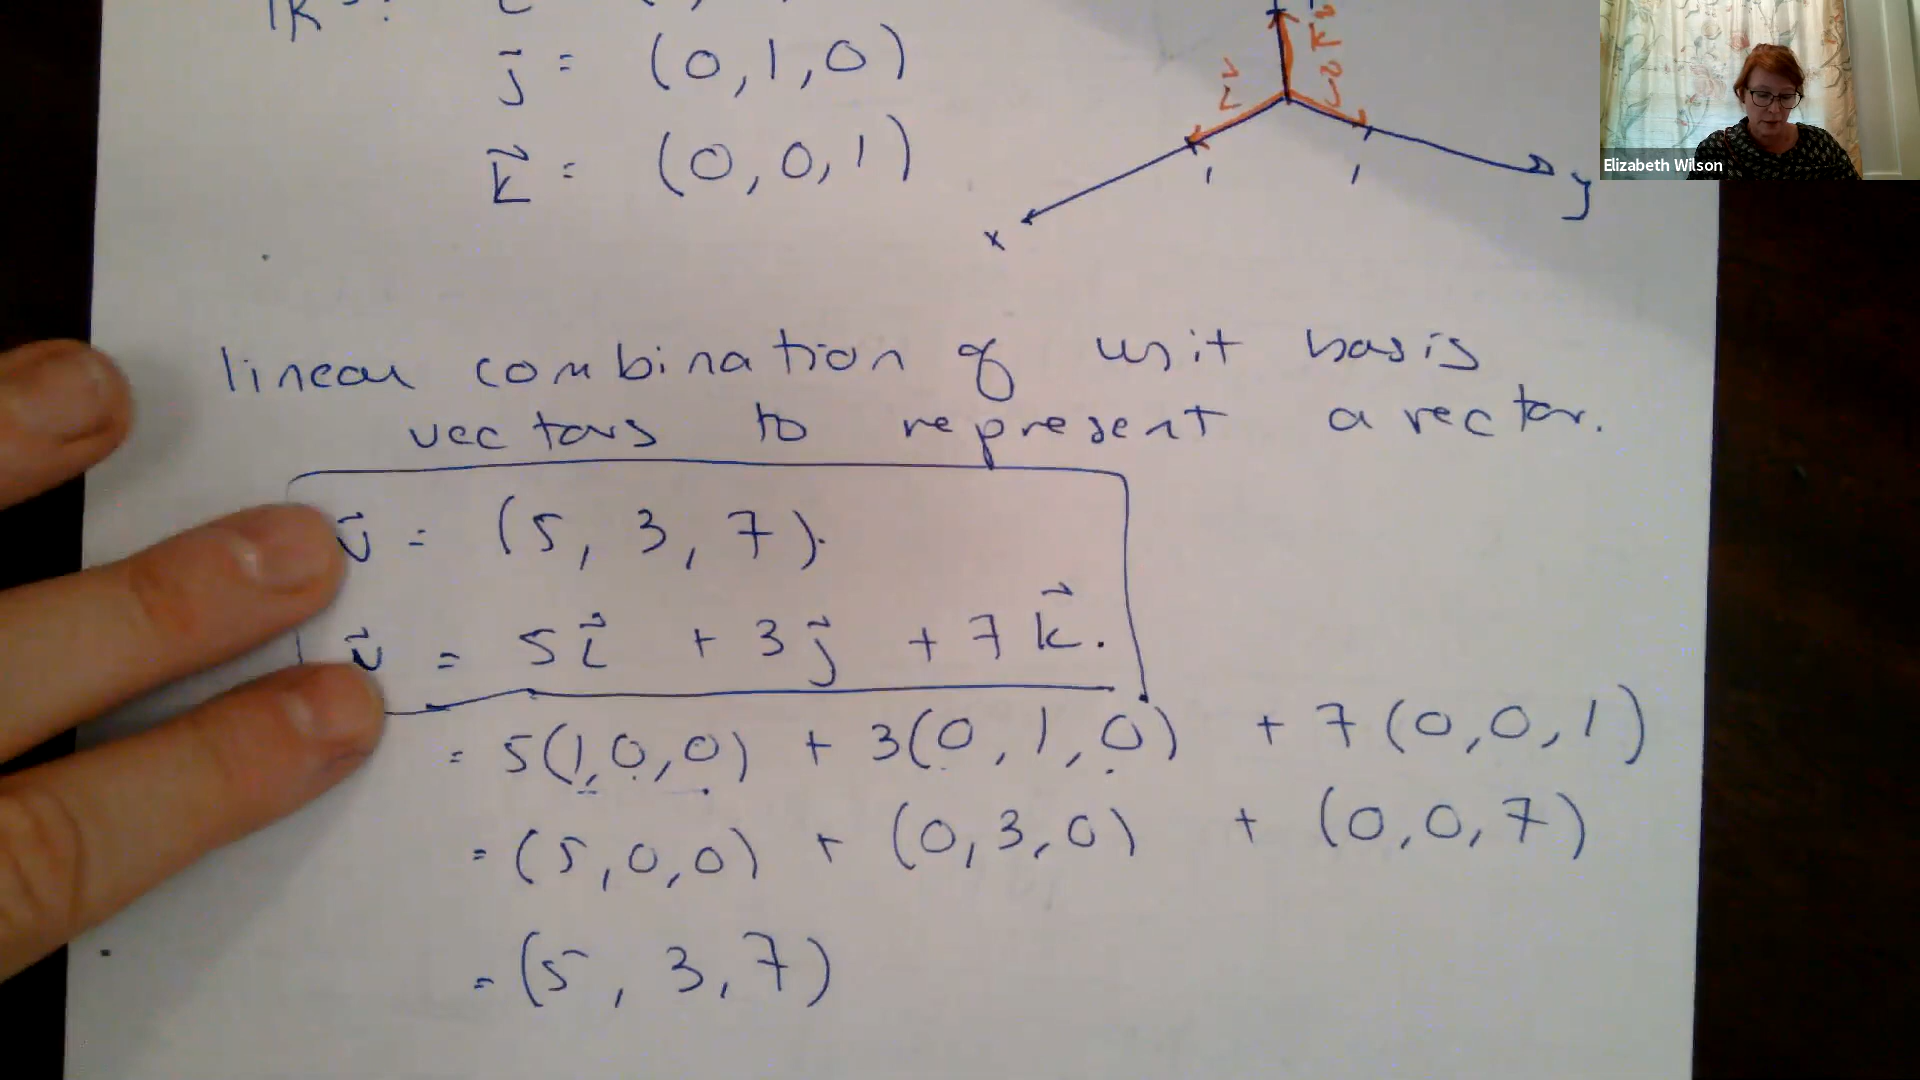 j⃗ = (0, 1, 0)
k⃗ = (0, 0, 1)
x
1
1
y
Elizabeth Wilson
linear combination of unit basis
vectors to represent a vector.
v⃗ = (5, 3, 7).
v⃗ = 5i⃗ + 3j⃗ + 7k⃗.
= 5(1,0,0) + 3(0,1,0) + 7(0,0,1)
= (5,0,0) + (0,3,0) + (0,0,7)
= (5, 3, 7)